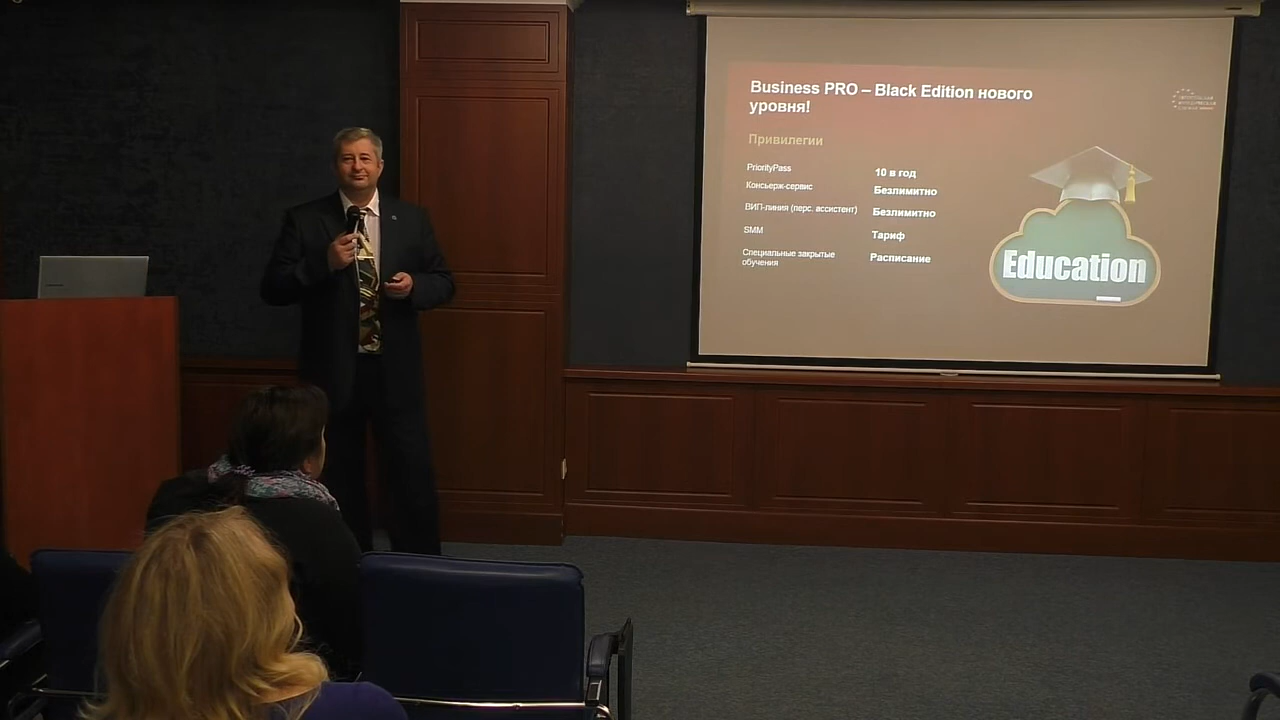 Business PRO – Black Edition нового
уровня!
Привилегии
PriorityPass 10 в год
Консьерж-сервис Безлимитно
ВИП-линия (перс. ассистент) Безлимитно
SMM Тариф
Специальные закрытые Расписание
обучения
Education